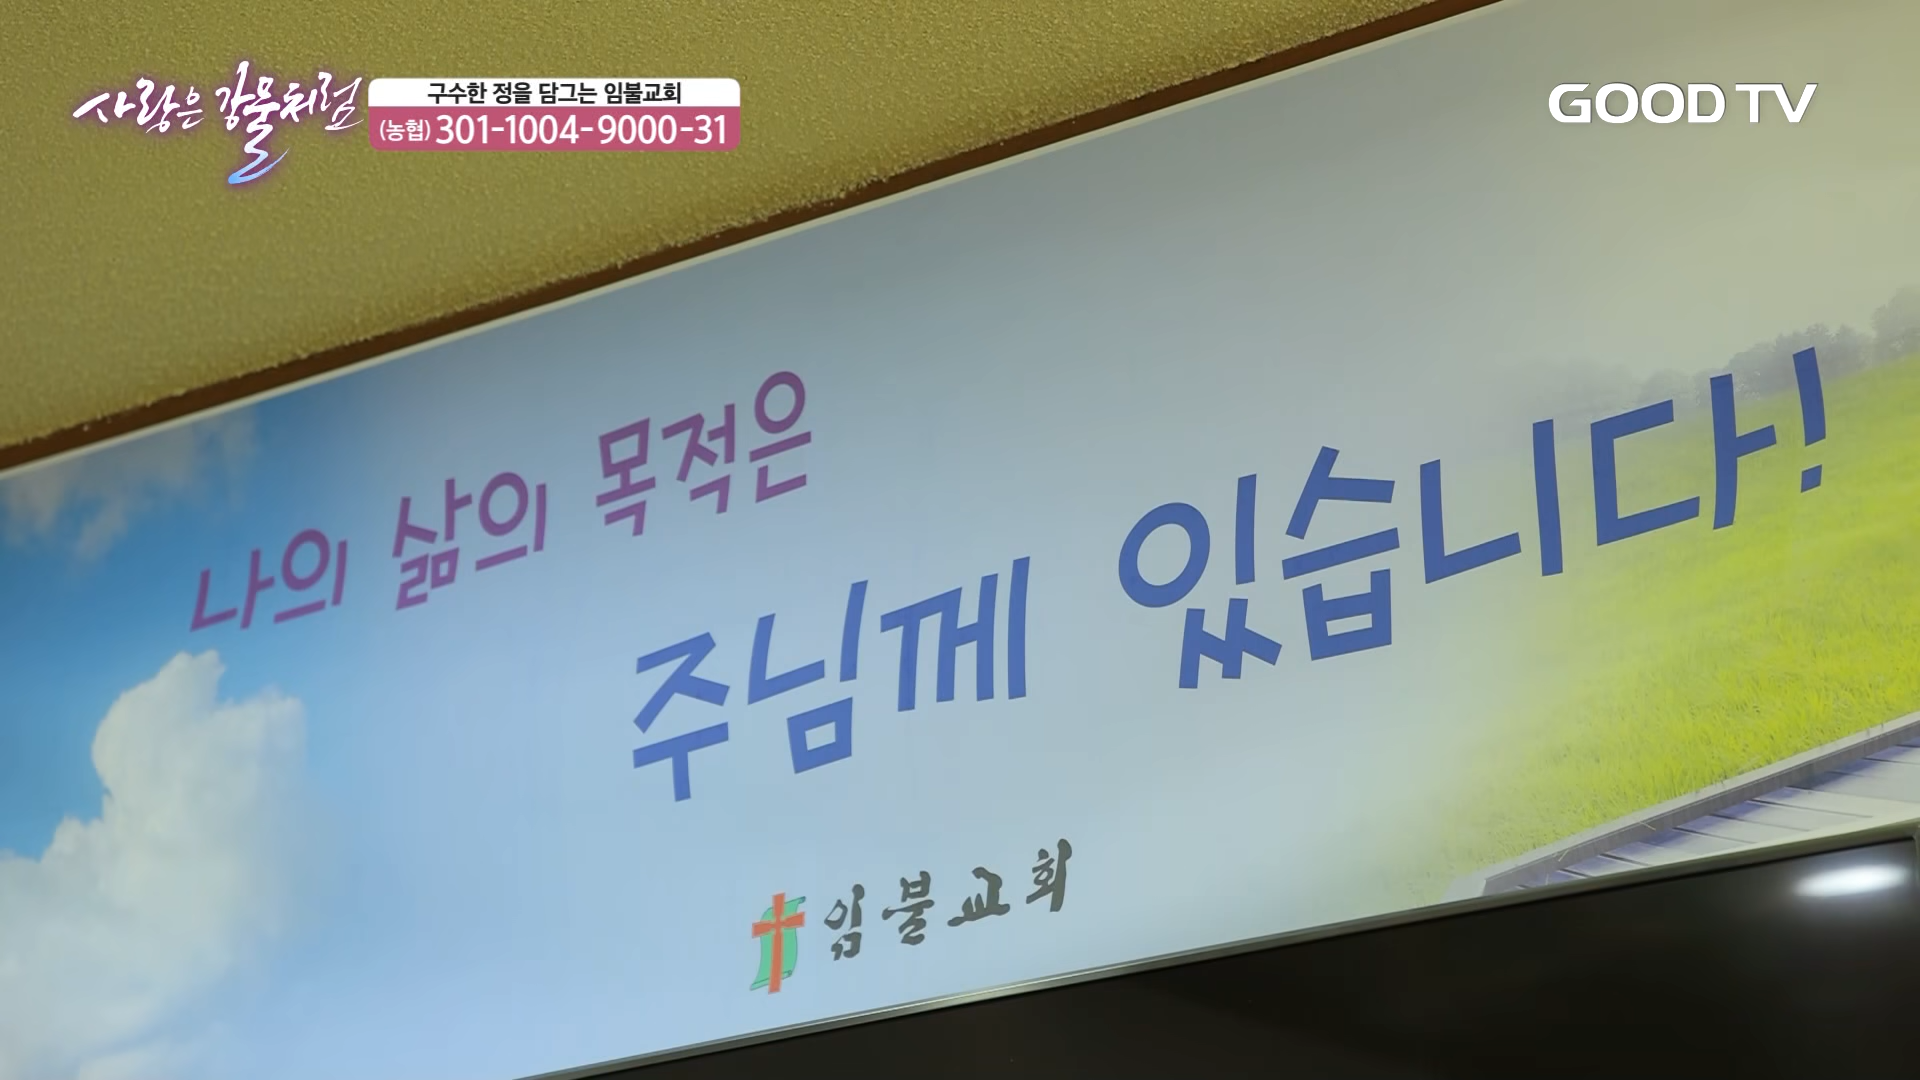 사랑은 강물처럼
구수한 정을 담그는 임불교회
(농협) 301-1004-9000-31
GOOD TV
나의 삶의 목적은
주님께 있습니다!
임불교회